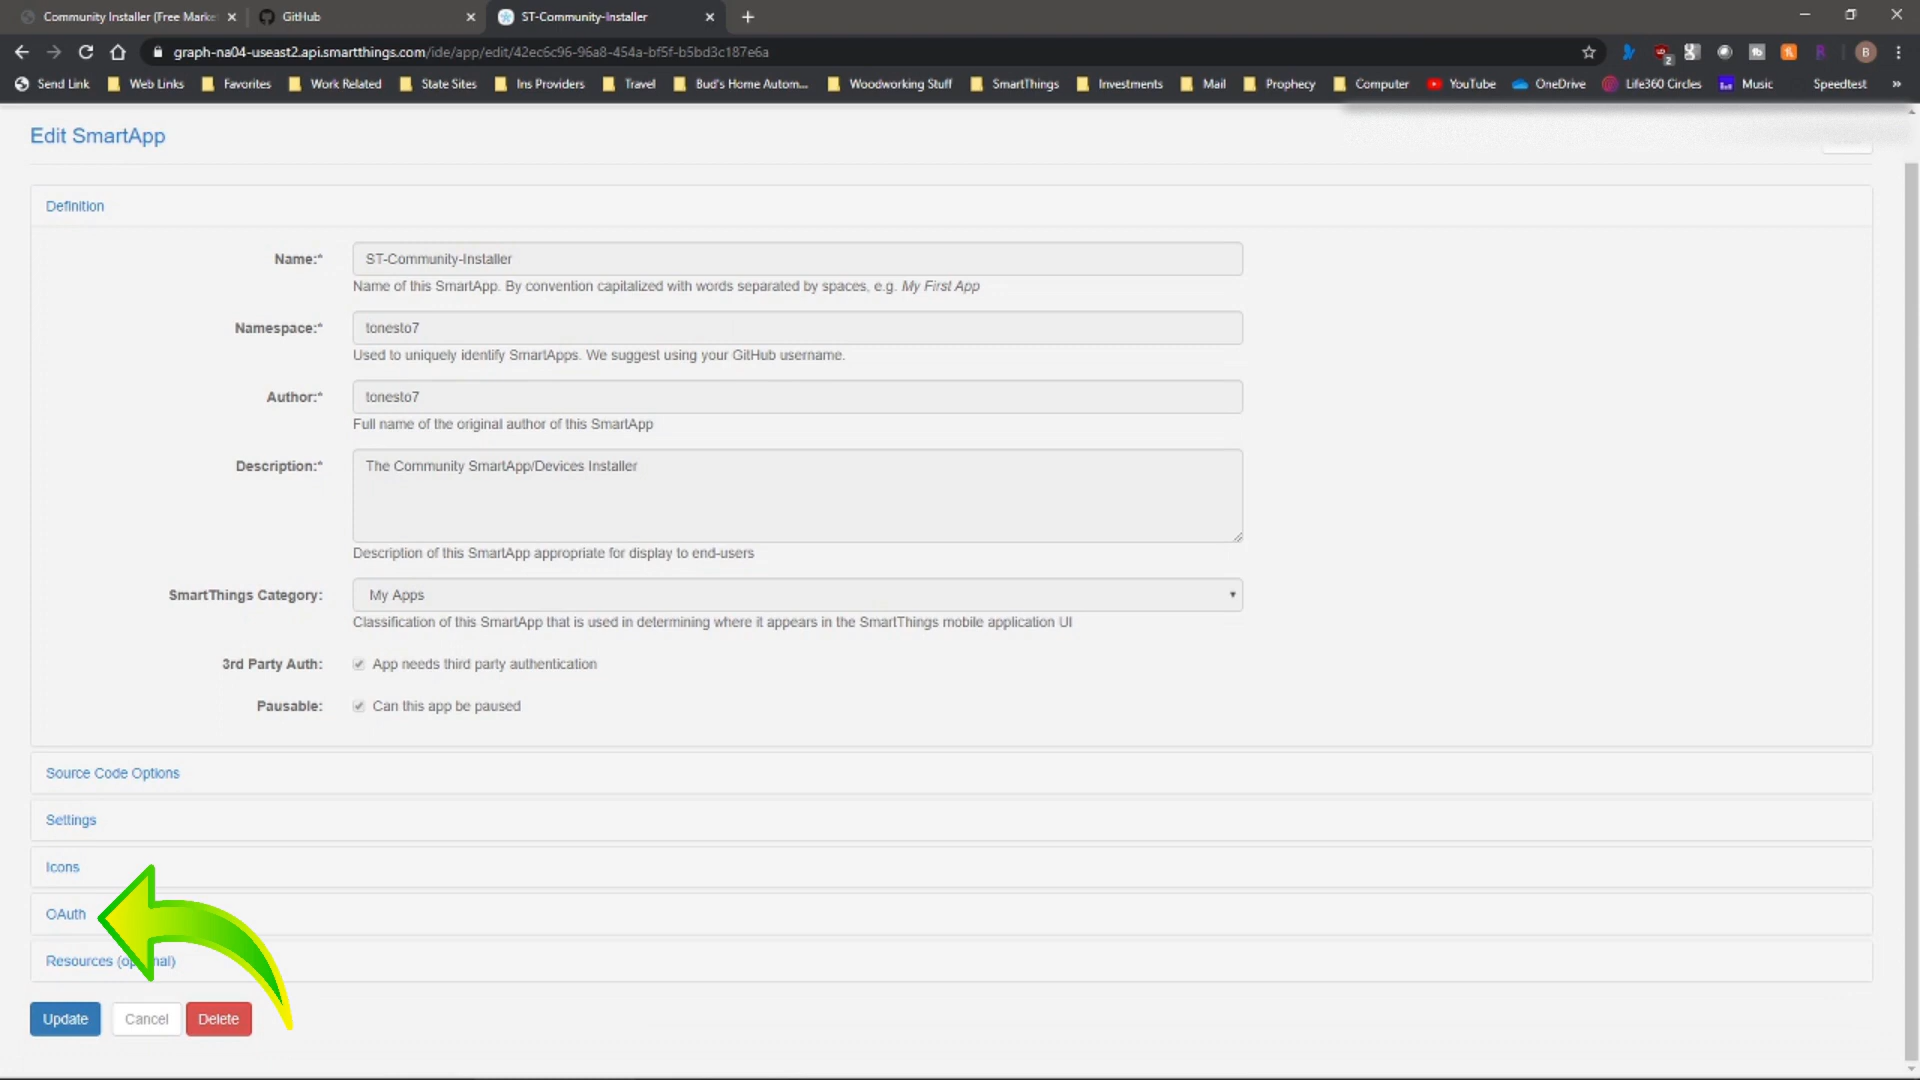 Community Installer (Free Marke
GitHub
ST-Community-Installer
graph-na04-useast2.api.smartthings.com/ide/app/edit/42ec6c96-96a8-454a-bf5f-b5bd3c187e6a
2
B
Send Link
Web Links
Favorites
Work Related
State Sites
Ins Providers
Travel
Bud's Home Autom...
Woodworking Stuff
SmartThings
Investments
Mail
Prophecy
Computer
YouTube
OneDrive
Life360 Circles
Music
Speedtest
»
Edit SmartApp
Definition
Name:*
ST-Community-Installer
Name of this SmartApp. By convention capitalized with words separated by spaces, e.g. My First App
Namespace:*
tonesto7
Used to uniquely identify SmartApps. We suggest using your GitHub username.
Author:*
tonesto7
Full name of the original author of this SmartApp
Description:*
The Community SmartApp/Devices Installer
Description of this SmartApp appropriate for display to end-users
SmartThings Category:
My Apps
Classification of this SmartApp that is used in determining where it appears in the SmartThings mobile application UI
3rd Party Auth:
App needs third party authentication
Pausable:
Can this app be paused
Source Code Options
Settings
Icons
OAuth
Resources
Update
Cancel
Delete